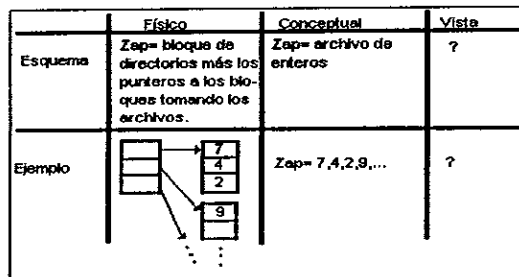 Físico Conceptual Vista
Esquema
Zap= bloque de
directorios más los
punteros a los blo-
ques tomando los
archivos.
Zap= archivo de
enteros
?
Ejemplo
7
4
2
9
Zap= 7,4,2,9,...
?